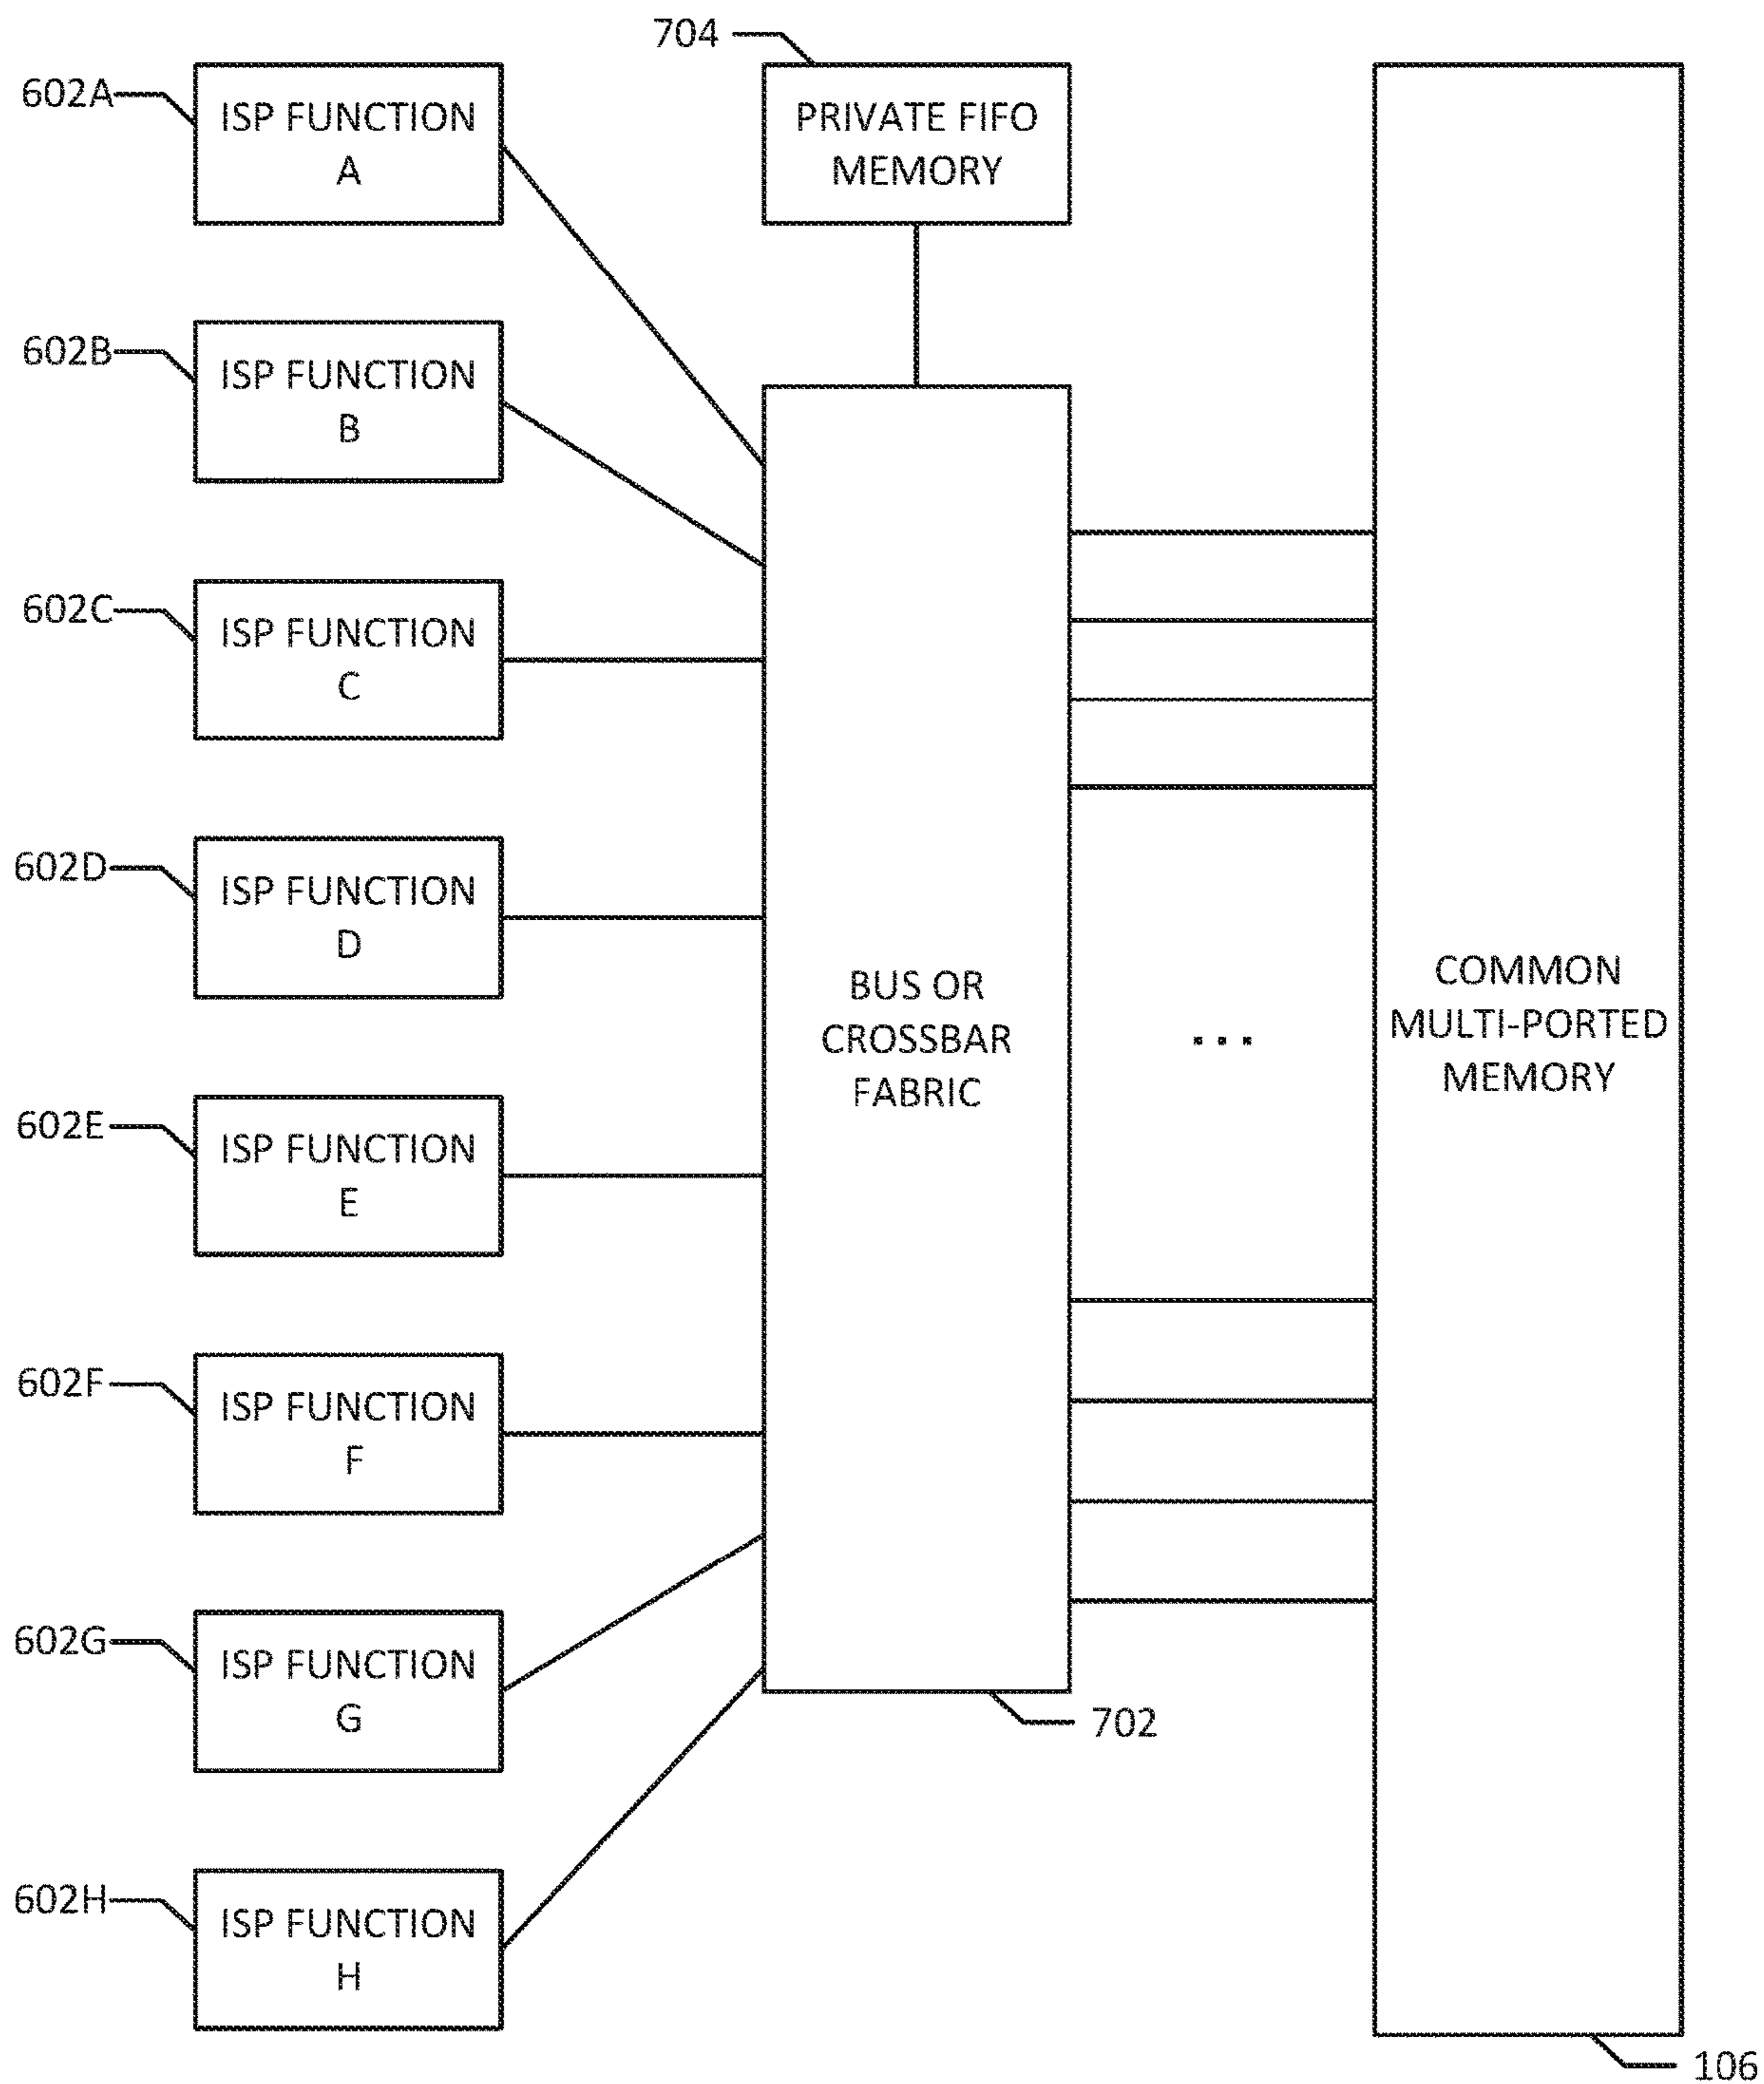 704
602A
ISP FUNCTION
A
PRIVATE FIFO
MEMORY
602B
ISP FUNCTION
B
602C
ISP FUNCTION
C
602D
ISP FUNCTION
D
BUS OR
CROSSBAR
FABRIC
...
COMMON
MULTI-PORTED
MEMORY
602E
ISP FUNCTION
E
602F
ISP FUNCTION
F
602G
ISP FUNCTION
G
702
602H
ISP FUNCTION
H
106